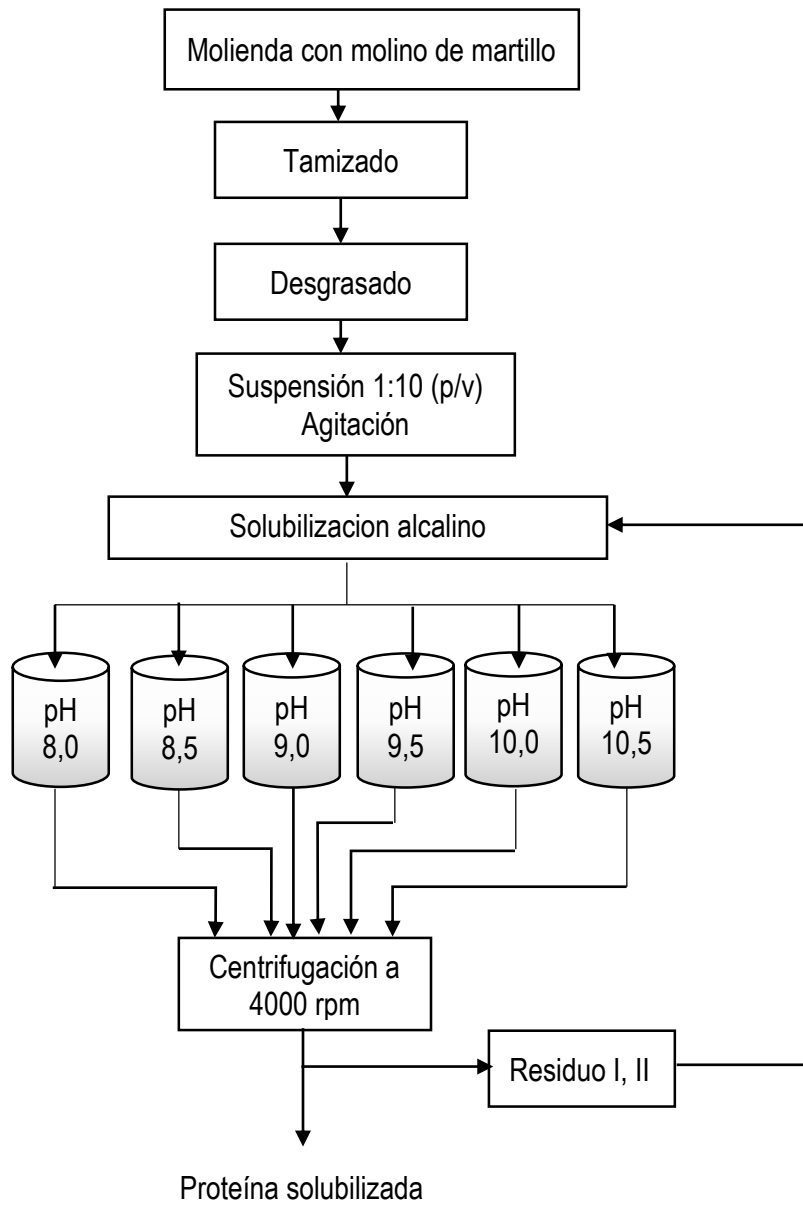 Molienda con molino de martillo
Tamizado
Desgrasado
Suspensión 1:10 (p/v)
Agitación
Solubilizacion alcalino
pH
8,0
pH
8,5
pH
9,0
pH
9,5
pH
10,0
pH
10,5
Centrifugación a
4000 rpm
Residuo I, II
Proteína solubilizada